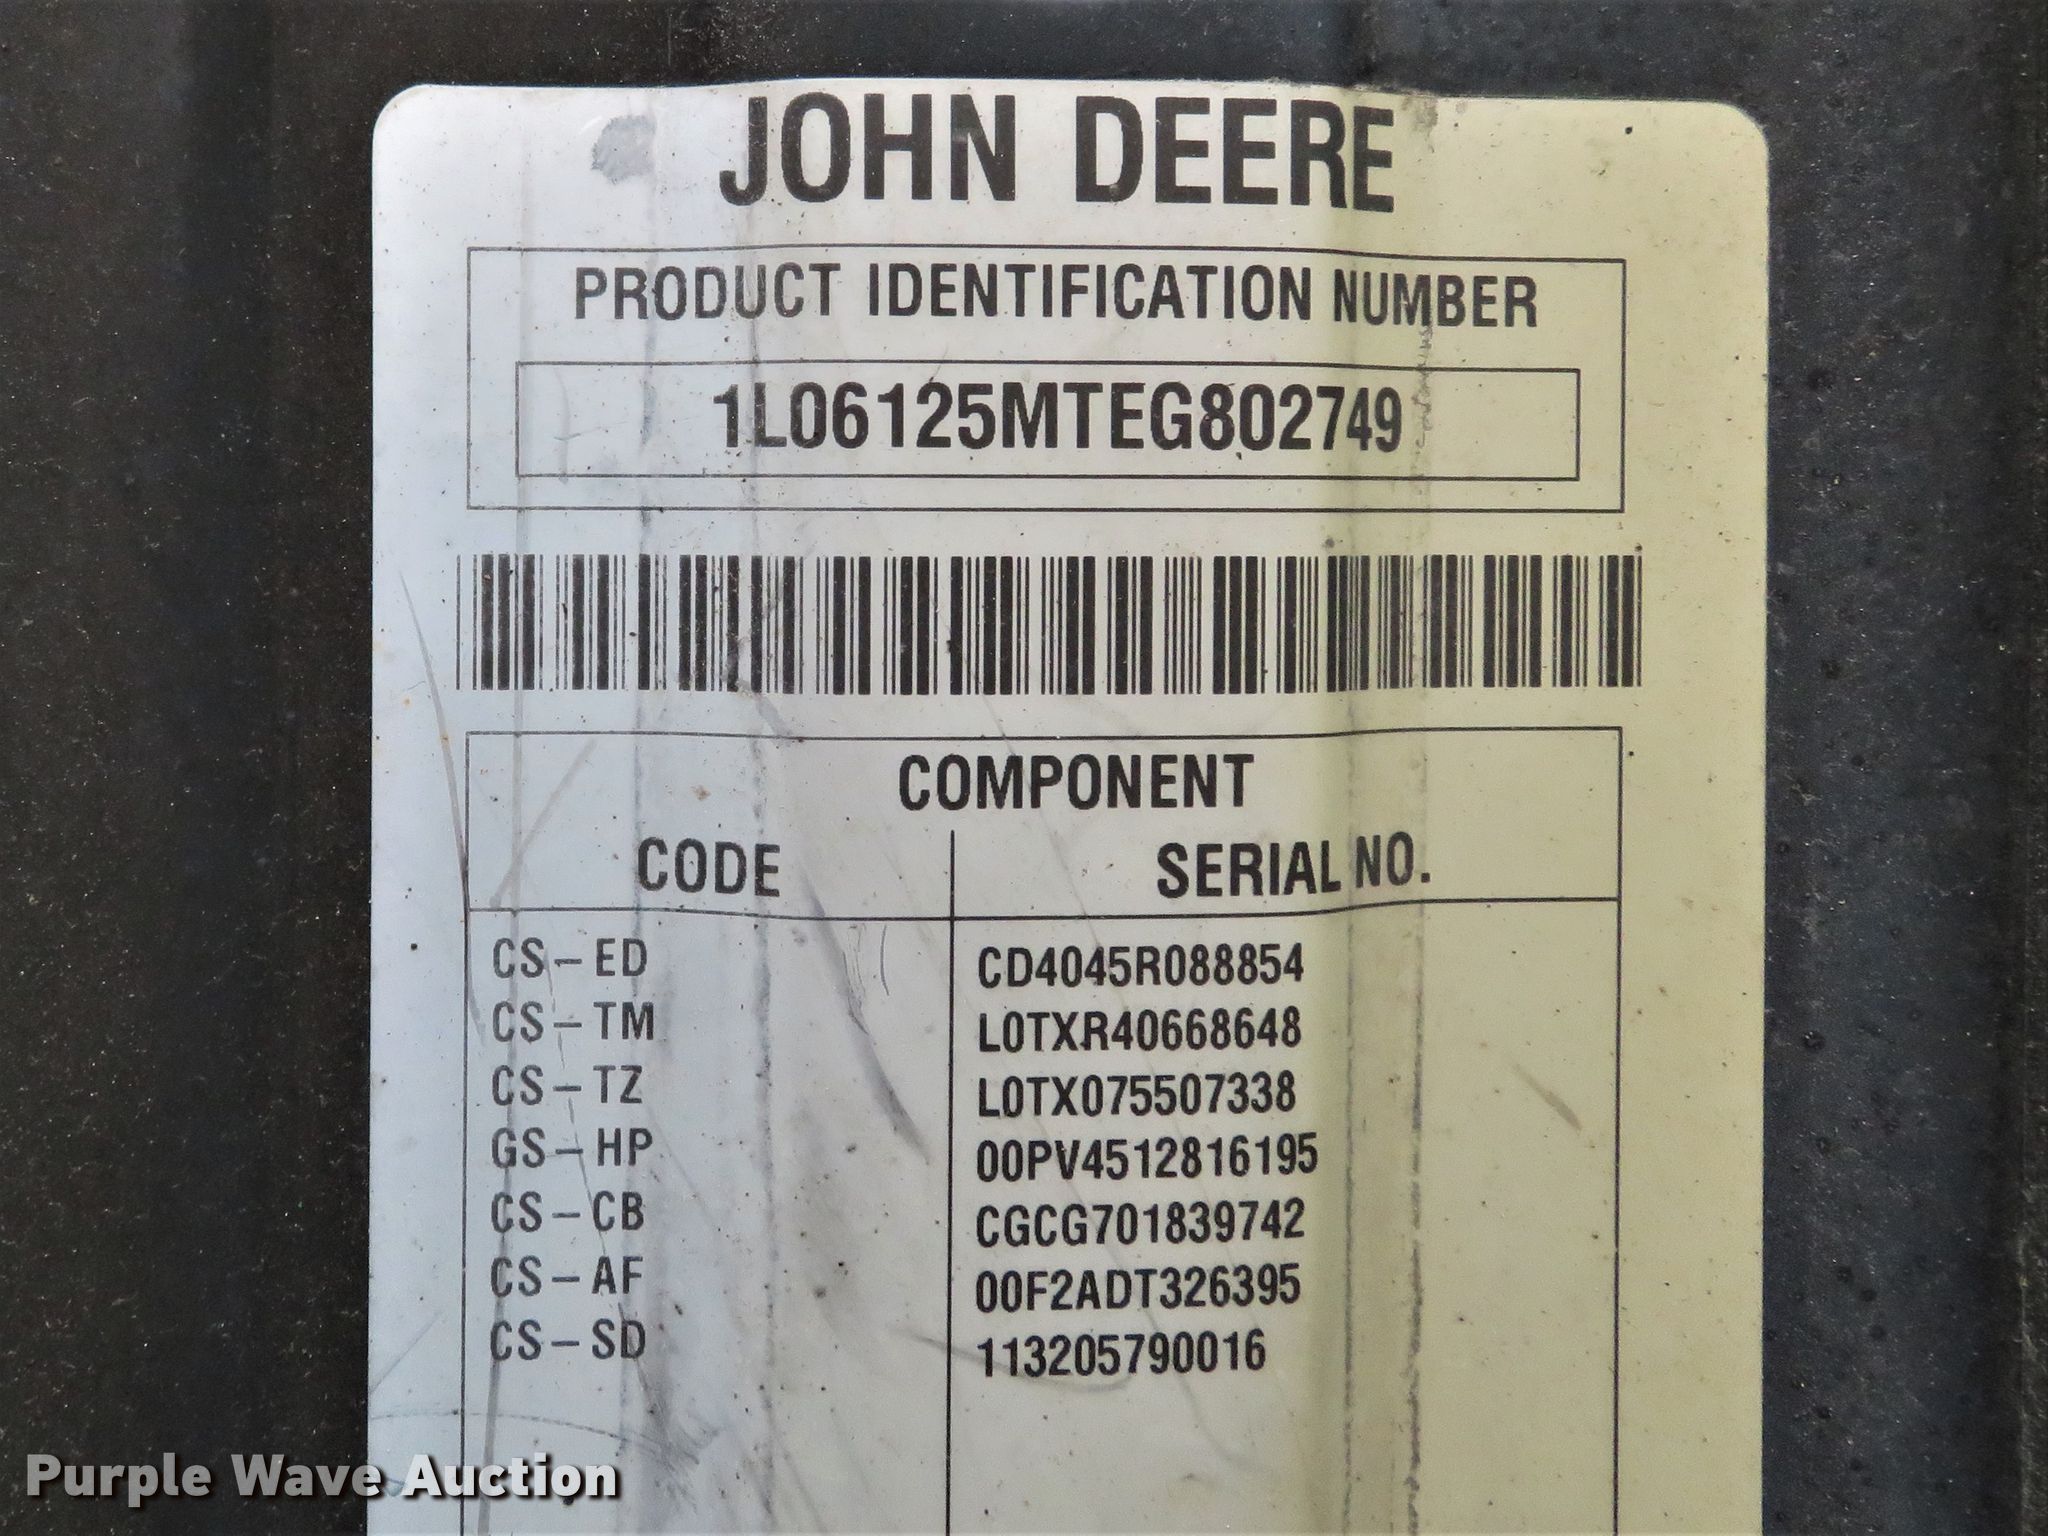 JOHN DEERE
PRODUCT IDENTIFICATION NUMBER
1L06125MTEG802749
COMPONENT
CODE SERIAL NO.
CS-ED CD4045R088854
CS-TM L0TXR40668648
CS-TZ L0TX075507338
GS-HP 00PV4512816195
CS-CB CGCG701839742
CS-AF 00F2ADT326395
CS-SD 113205790016
Purple Wave Auction